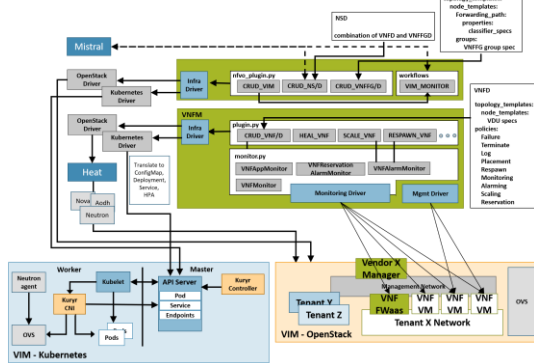 topology_templates:
node_templates:
Forwarding_path:
properties:
classifier_specs
groups:
VNFFG group spec
NSD
combination of VNFD and VNFFGD
Mistral
OpenStack
Driver
Kubernetes
Driver
Infra
Driver
nfvo_plugin.py
CRUD_VIM
CRUD_NS/D
CRUD_VNFFG/D
workflows
VIM_MONITOR
VNFM
OpenStack
Driver
Kubernetes
Driver
Infra
Driver
plugin.py
CRUD_VNF/D
HEAL_VNF
SCALE_VNF
RESPAWN_VNF
monitor.py
VNFAppMonitor
VNFReservation
AlarmMonitor
VNFAlarmMonitor
VNFMonitor
Monitoring Driver
Mgmt Driver
VNFD
topology_templates:
node_templates:
VDU specs
policies:
Failure
Terminate
Log
Placement
Respawn
Monitoring
Alarming
Scaling
Reservation
Heat
Nova
Aodh
Neutron
Translate to
ConfigMap,
Deployment,
Service,
HPA
Worker
Master
Neutron
agent
Kubelet
API Server
Pod
Service
Endpoints
Kuryr
Controller
Kuryr
CNI
OVS
Pods
VIM - Kubernetes
Vendor X
Manager
Management Network
Tenant Y
Tenant Z
VNF
FWaas
VNF
VM
VNF
VM
VNF
VM
Tenant X Network
OVS
VIM - OpenStack